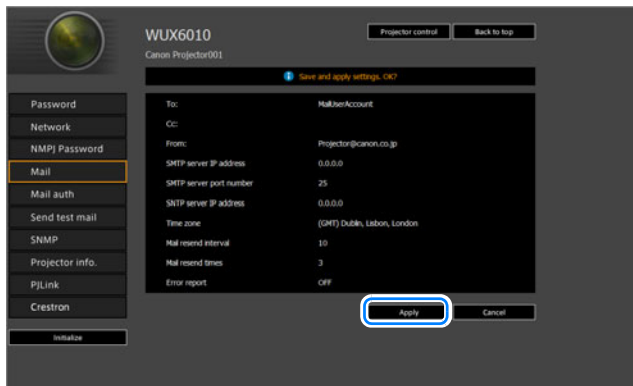 WUX6010
Projector control
Back to top
Canon Projector001
Save and apply settings. OK?
Password
Network
NMPJ Password
Mail
Mail auth
Send test mail
SNMP
Projector info.
PJLink
Crestron
Initialize
To: MailUserAccount
Cc:
From: Projector@canon.co.jp
SMTP server IP address 0.0.0.0
SMTP server port number 25
SNTP server IP address 0.0.0.0
Time zone (GMT) Dublin, Lisbon, London
Mail resend interval 10
Mail resend times 3
Error report OFF
Apply
Cancel